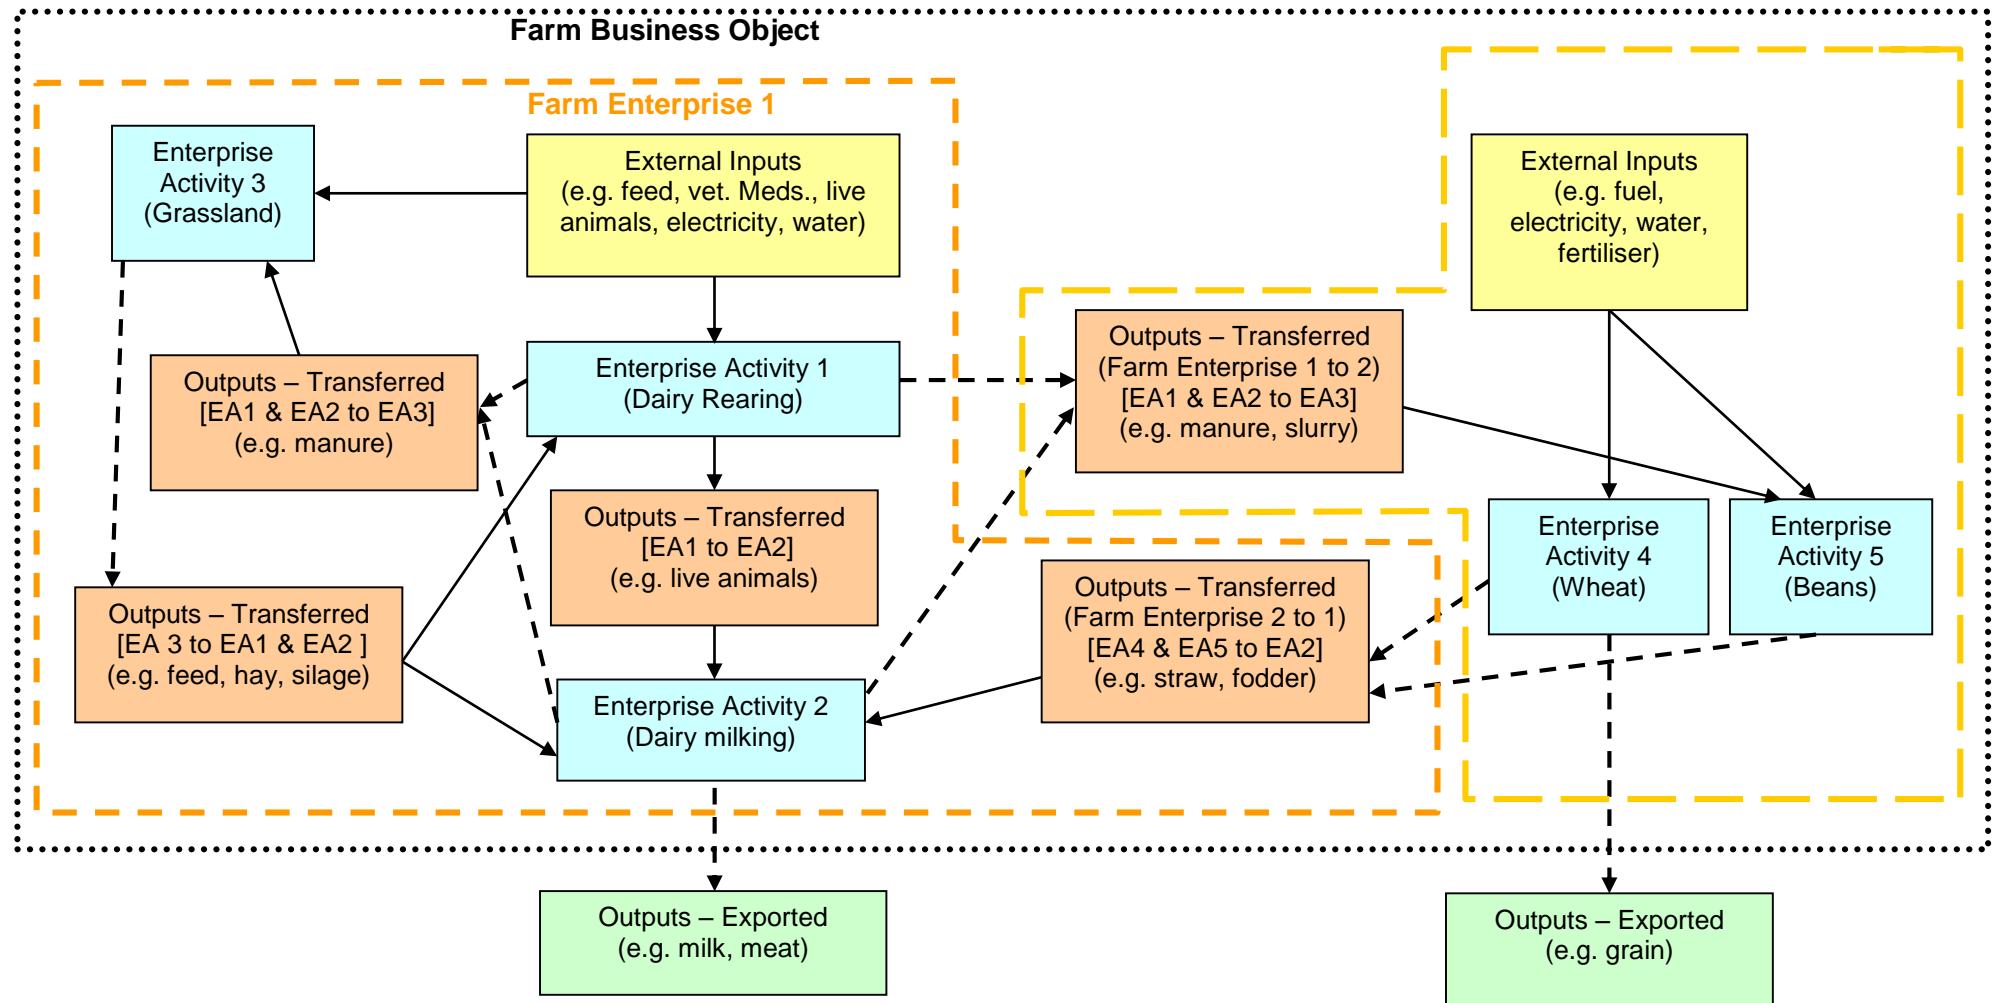 Farm Business Object
Farm Enterprise 1
Enterprise
Activity 3
(Grassland)
External Inputs
(e.g. feed, vet. Meds., live
animals, electricity, water)
External Inputs
(e.g. fuel,
electricity, water,
fertiliser)
Outputs – Transferred
[EA1 & EA2 to EA3]
(e.g. manure)
Enterprise Activity 1
(Dairy Rearing)
Outputs – Transferred
(Farm Enterprise 1 to 2)
[EA1 & EA2 to EA3]
(e.g. manure, slurry)
Outputs – Transferred
[EA1 to EA2]
(e.g. live animals)
Enterprise
Activity 4
(Wheat)
Enterprise
Activity 5
(Beans)
Outputs – Transferred
[EA 3 to EA1 & EA2 ]
(e.g. feed, hay, silage)
Outputs – Transferred
(Farm Enterprise 2 to 1)
[EA4 & EA5 to EA2]
(e.g. straw, fodder)
Enterprise Activity 2
(Dairy milking)
Outputs – Exported
(e.g. milk, meat)
Outputs – Exported
(e.g. grain)